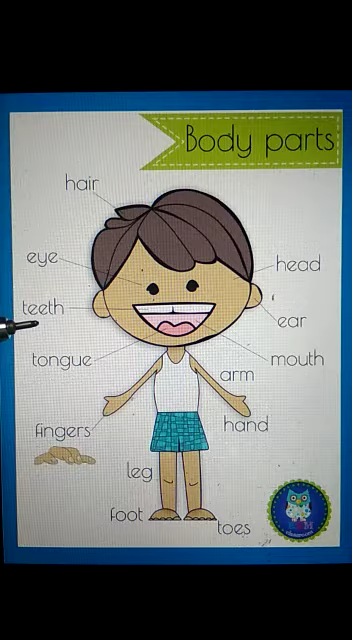 Body parts
hair
eye
head
teeth
ear
tongue
mouth
arm
fingers
hand
leg
foot
toes